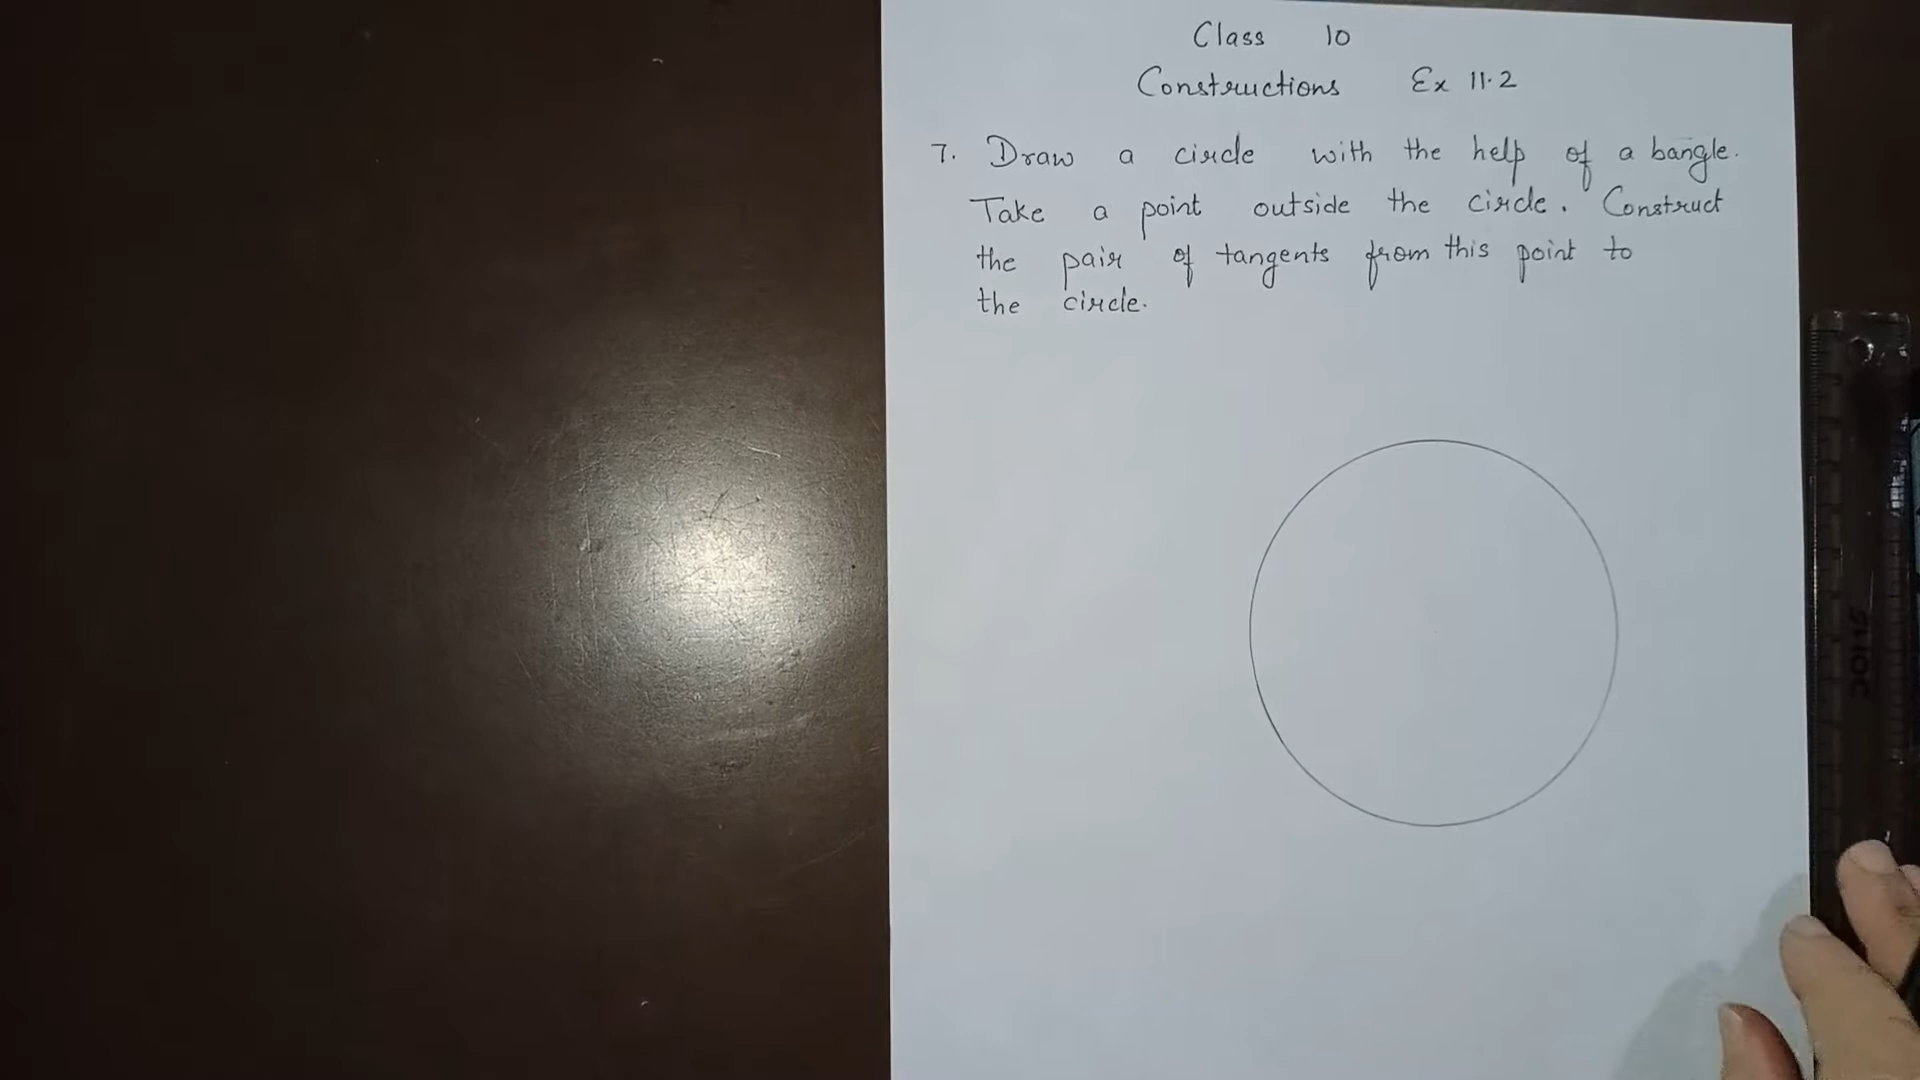 Class 10
Constructions Ex 11.2
7. Draw a circle with the help of a bangle.
Take a point outside the circle. Construct
the pair of tangents from this point to
the circle.